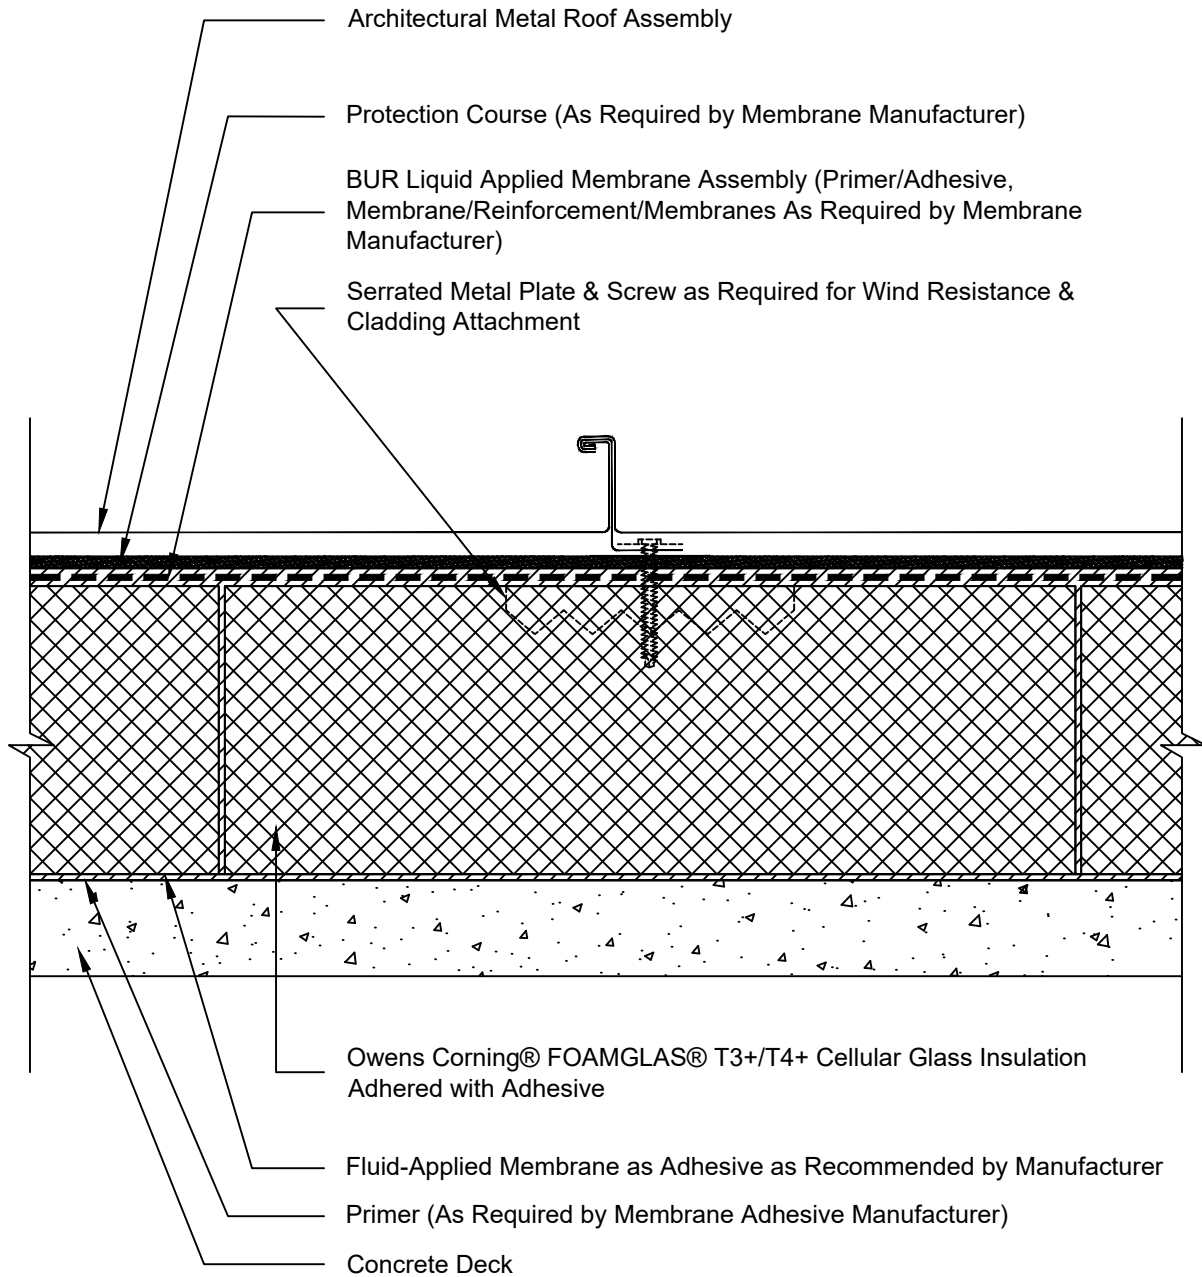 Architectural Metal Roof Assembly
Protection Course (As Required by Membrane Manufacturer)
BUR Liquid Applied Membrane Assembly (Primer/Adhesive,
Membrane/Reinforcement/Membranes As Required by Membrane
Manufacturer)
Serrated Metal Plate & Screw as Required for Wind Resistance &
Cladding Attachment
Owens Corning® FOAMGLAS® T3+/T4+ Cellular Glass Insulation
Adhered with Adhesive
Fluid-Applied Membrane as Adhesive as Recommended by Manufacturer
Primer (As Required by Membrane Adhesive Manufacturer)
Concrete Deck